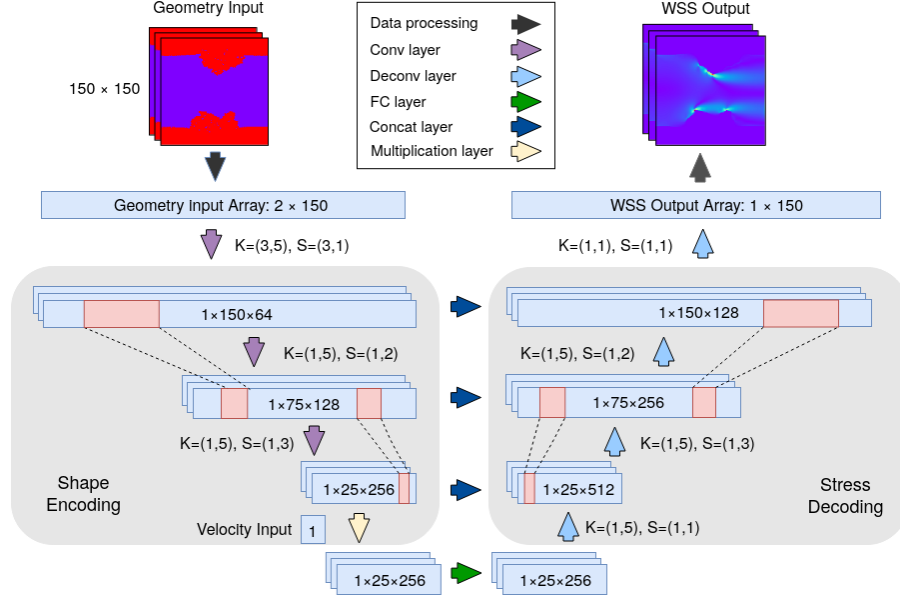 Geometry Input
150 × 150
Data processing
Conv layer
Deconv layer
FC layer
Concat layer
Multiplication layer
WSS Output
Geometry Input Array: 2 × 150
WSS Output Array: 1 × 150
K=(3,5), S=(3,1)
K=(1,1), S=(1,1)
1×150×64
1×150×128
K=(1,5), S=(1,2)
K=(1,5), S=(1,2)
1×75×128
1×75×256
K=(1,5), S=(1,3)
K=(1,5), S=(1,3)
1×25×256
1×25×512
Shape
Encoding
Stress
Decoding
Velocity Input
1
K=(1,5), S=(1,1)
1×25×256
1×25×256